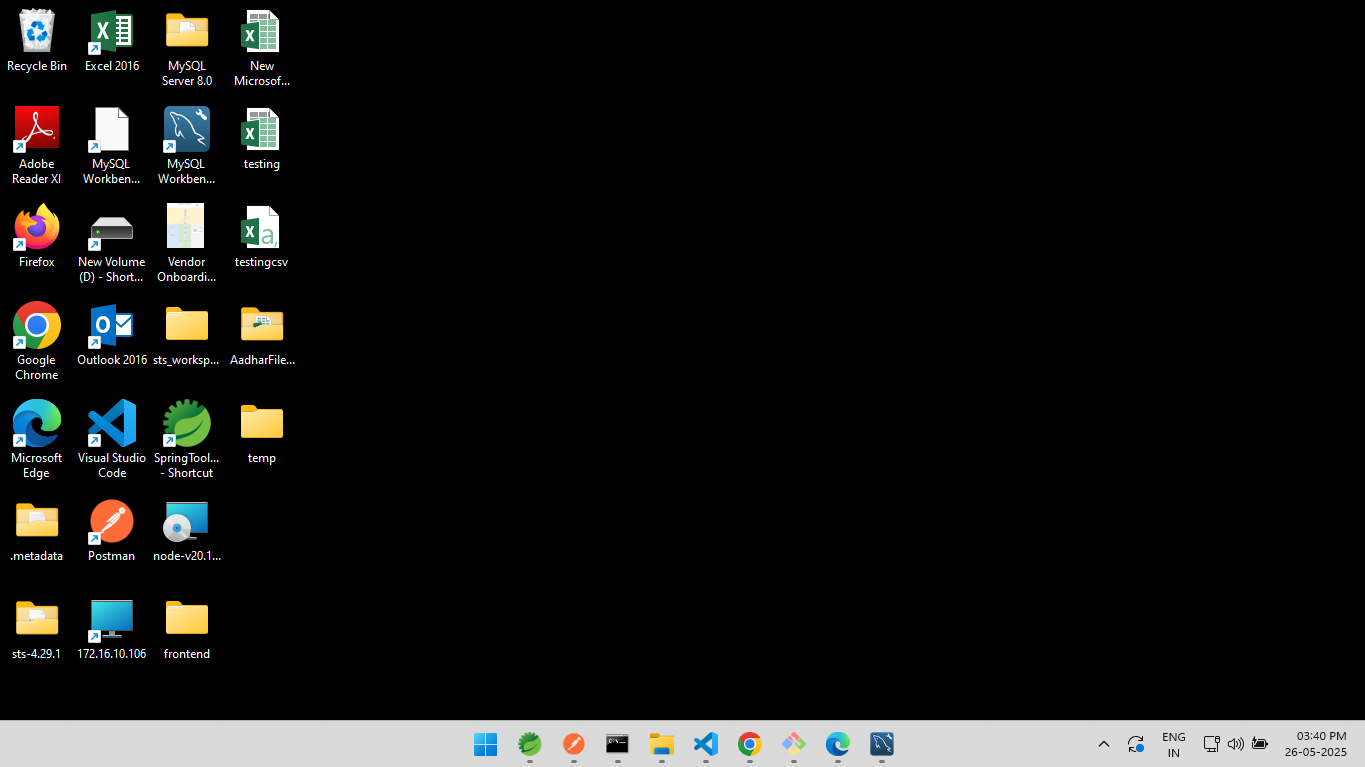 Recycle Bin
Excel 2016
MySQL
Server 8.0
New
Microsof...
Adobe
Reader XI
MySQL
Workben...
MySQL
Workben...
testing
Firefox
New Volume
(D) - Short...
Vendor
Onboardi...
testingcsv
Google
Chrome
Outlook 2016
sts_worksp...
AadharFile...
Microsoft
Edge
Visual Studio
Code
SpringTool...
- Shortcut
temp
.metadata
Postman
node-v20.1...
sts-4.29.1
172.16.10.106
frontend
ENG
IN
03:40 PM
26-05-2025